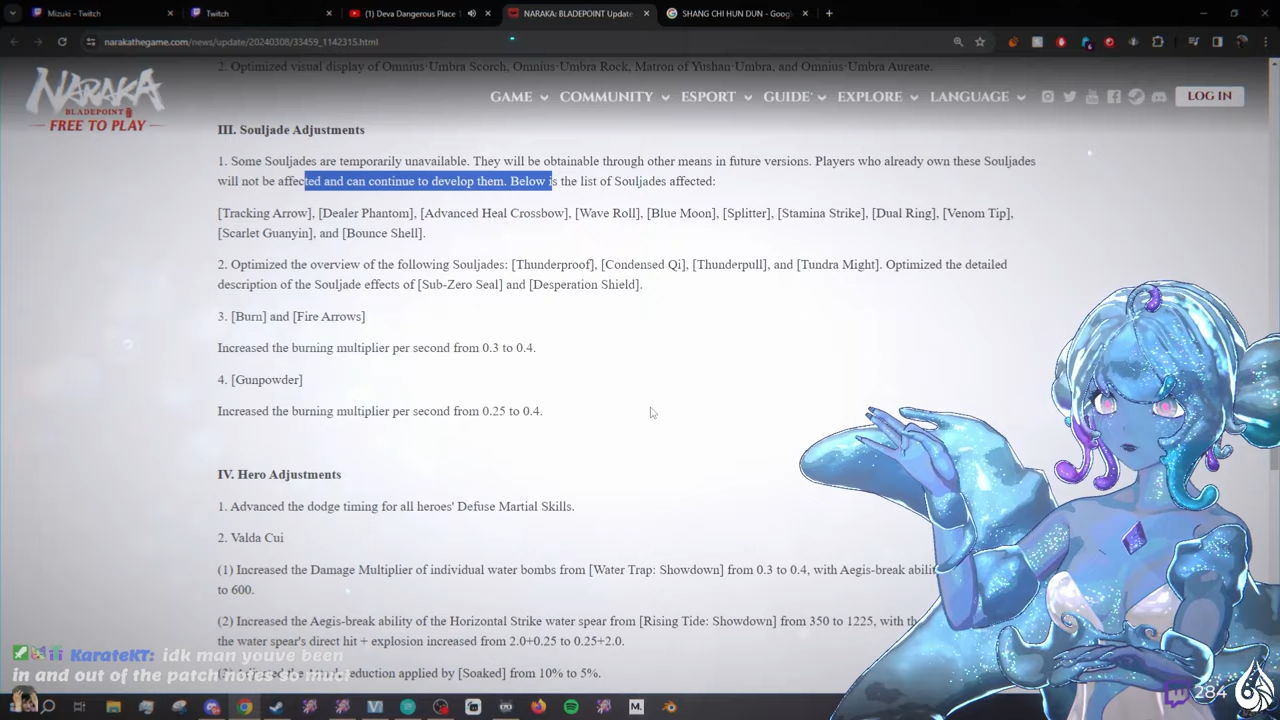 Mizuki - Twitch
Twitch
(1) Deva Dangerous Place
NARAKA: BLADEPOINT Update
SHANG CHI HUN DUN - Goog
narakathegame.com/news/update/20240308/33459_1142315.html
2. Optimized visual display of Omnius·Umbra Scorch, Omnius·Umbra Rock, Matron of Yushan·Umbra, and Omnius·Umbra Aureate.
NARAKA
BLADEPOINT
FREE TO PLAY
GAME
COMMUNITY
ESPORT
GUIDE
EXPLORE
LANGUAGE
LOG IN
III. Souljade Adjustments
1. Some Souljades are temporarily unavailable. They will be obtainable through other means in future versions. Players who already own these Souljades
will not be affected and can continue to develop them. Below is the list of Souljades affected:
[Tracking Arrow], [Dealer Phantom], [Advanced Heal Crossbow], [Wave Roll], [Blue Moon], [Splitter], [Stamina Strike], [Dual Ring], [Venom Tip],
[Scarlet Guanyin], and [Bounce Shell].
2. Optimized the overview of the following Souljades: [Thunderproof], [Condensed Qi], [Thunderpull], and [Tundra Might]. Optimized the detailed
description of the Souljade effects of [Sub-Zero Seal] and [Desperation Shield].
3. [Burn] and [Fire Arrows]
Increased the burning multiplier per second from 0.3 to 0.4.
4. [Gunpowder]
Increased the burning multiplier per second from 0.25 to 0.4.
IV. Hero Adjustments
1. Advanced the dodge timing for all heroes' Defuse Martial Skills.
2. Valda Cui
(1) Increased the Damage Multiplier of individual water bombs from [Water Trap: Showdown] from 0.3 to 0.4, with Aegis-break abili
to 600.
(2) Increased the Aegis-break ability of the Horizontal Strike water spear from [Rising Tide: Showdown] from 350 to 1225, with th
the water spear's direct hit + explosion increased from 2.0+0.25 to 0.25+2.0.
reduction applied by [Soaked] from 10% to 5%.
KarateKT: idk man youve been
in and out of the patch notes so much
284